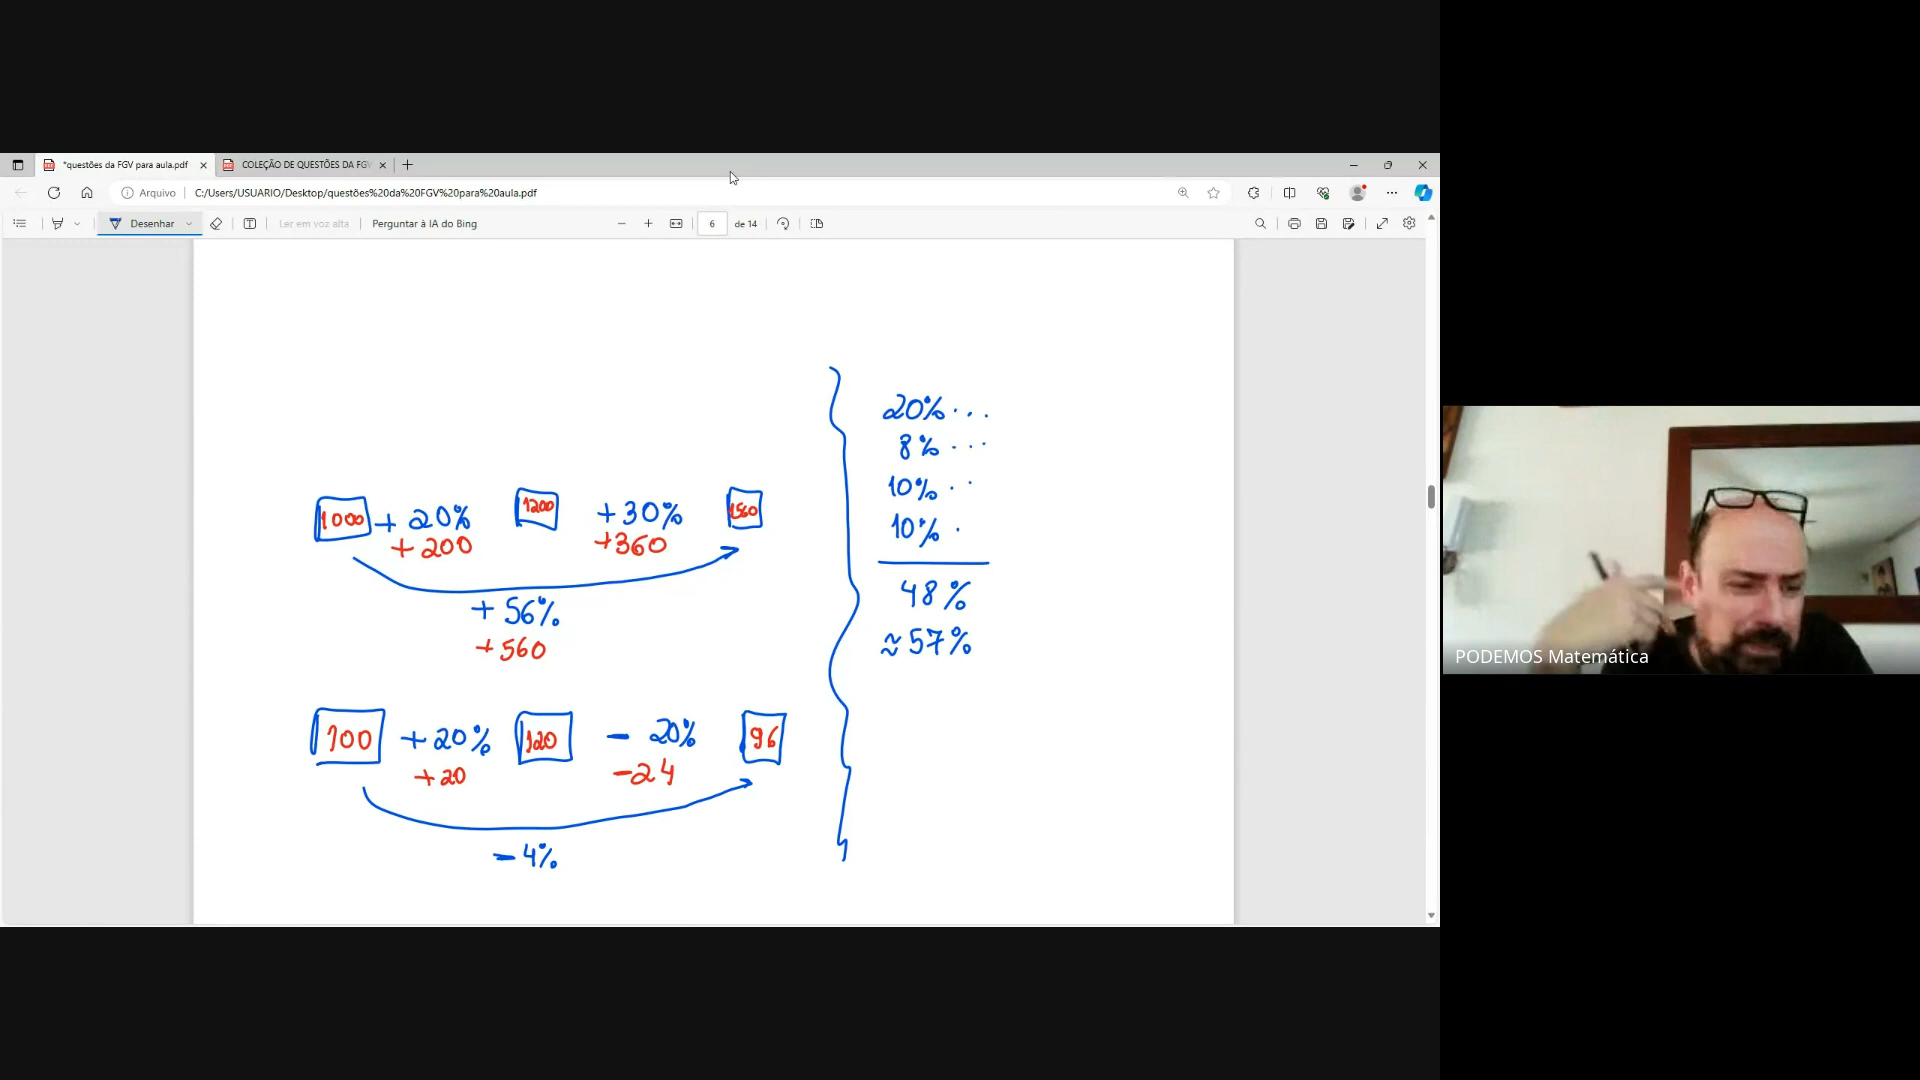 *questões da FGV para aula.pdf
COLEÇÃO DE QUESTÕES DA FGV
Arquivo
C:/Users/USUARIO/Desktop/questões%20da%20FGV%20para%20aula.pdf
Desenhar
Ler em voz alta
Perguntar à IA do Bing
6
de 14
1000 + 20% 1200 +30% 1560
+200 +360
+ 56%
+560
100 +20% 120 - 20% 96
+20 -24
- 4%
20% ...
8% ...
10% ..
10% .
48%
≈ 57%
PODEMOS Matemática